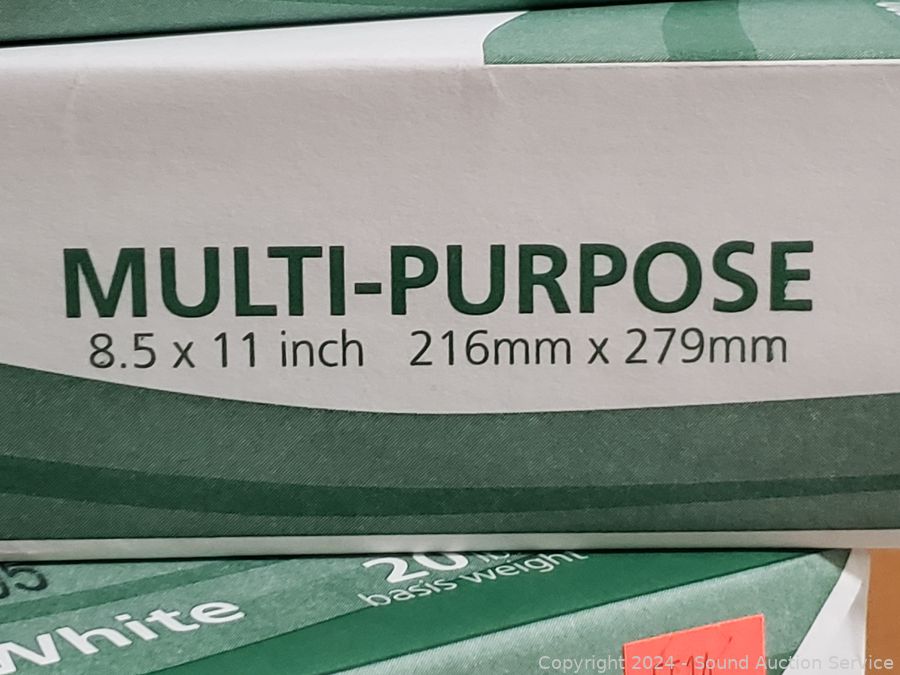 MULTI-PURPOSE
8.5 x 11 inch 216mm x 279mm
20
basis weight
White
Copyright 2024 - Sound Auction Service